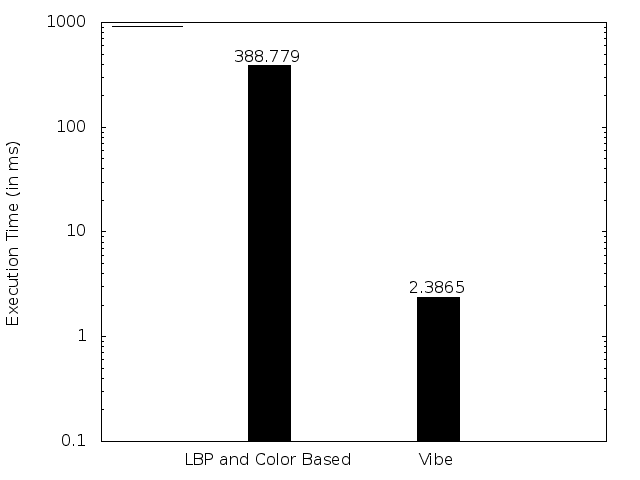 1000
388.779
100
Execution Time (in ms)
10
2.3865
1
0.1
LBP and Color Based
Vibe